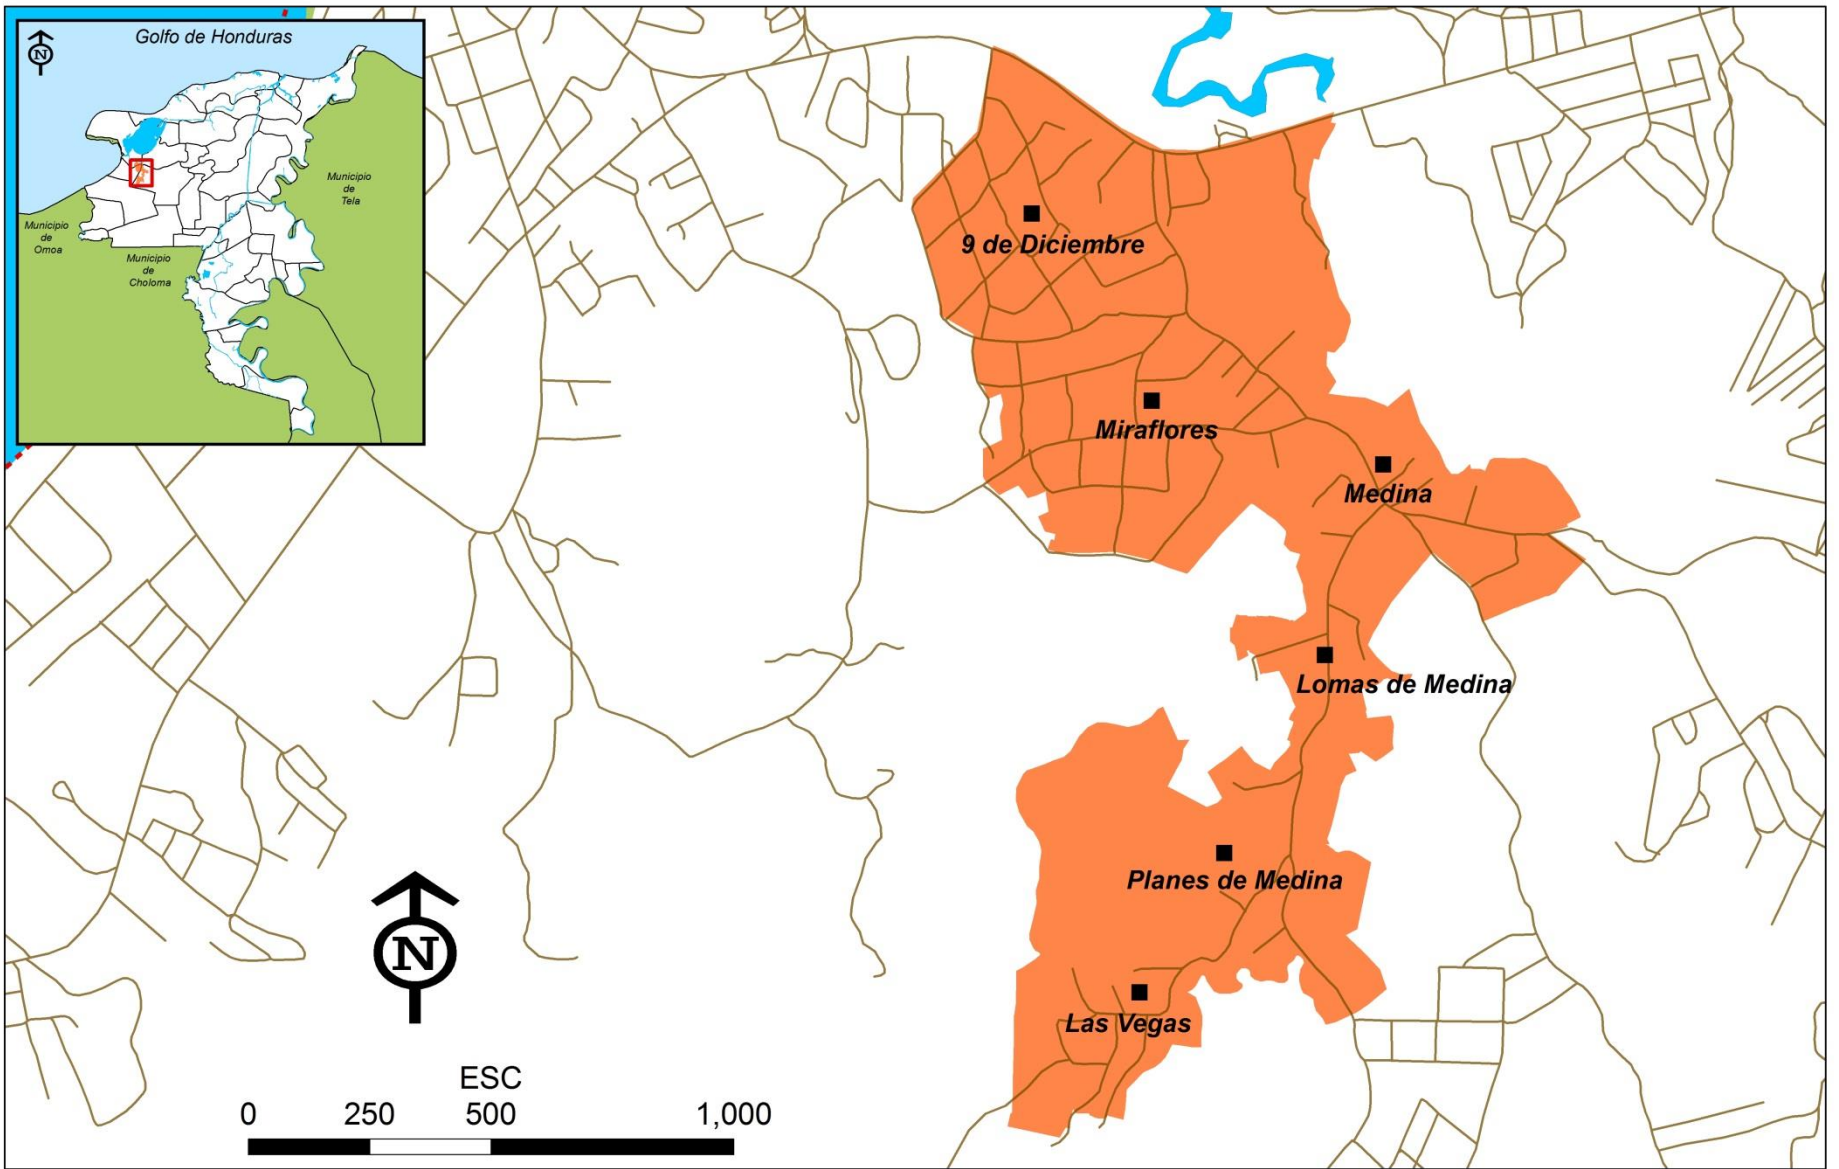 Golfo de Honduras
N
Municipio
de
Tela
Municipio
de
Omoa
Municipio
de
Choloma
9 de Diciembre
Miraflores
Medina
Lomas de Medina
Planes de Medina
Las Vegas
N
ESC
0 250 500 1,000